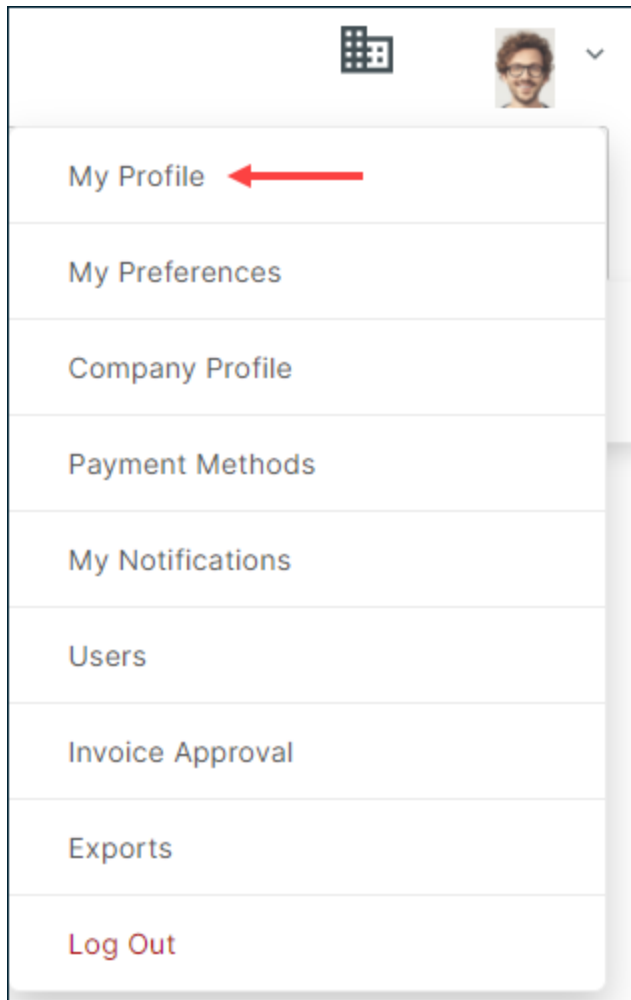 My Profile
My Preferences
Company Profile
Payment Methods
My Notifications
Users
Invoice Approval
Exports
Log Out